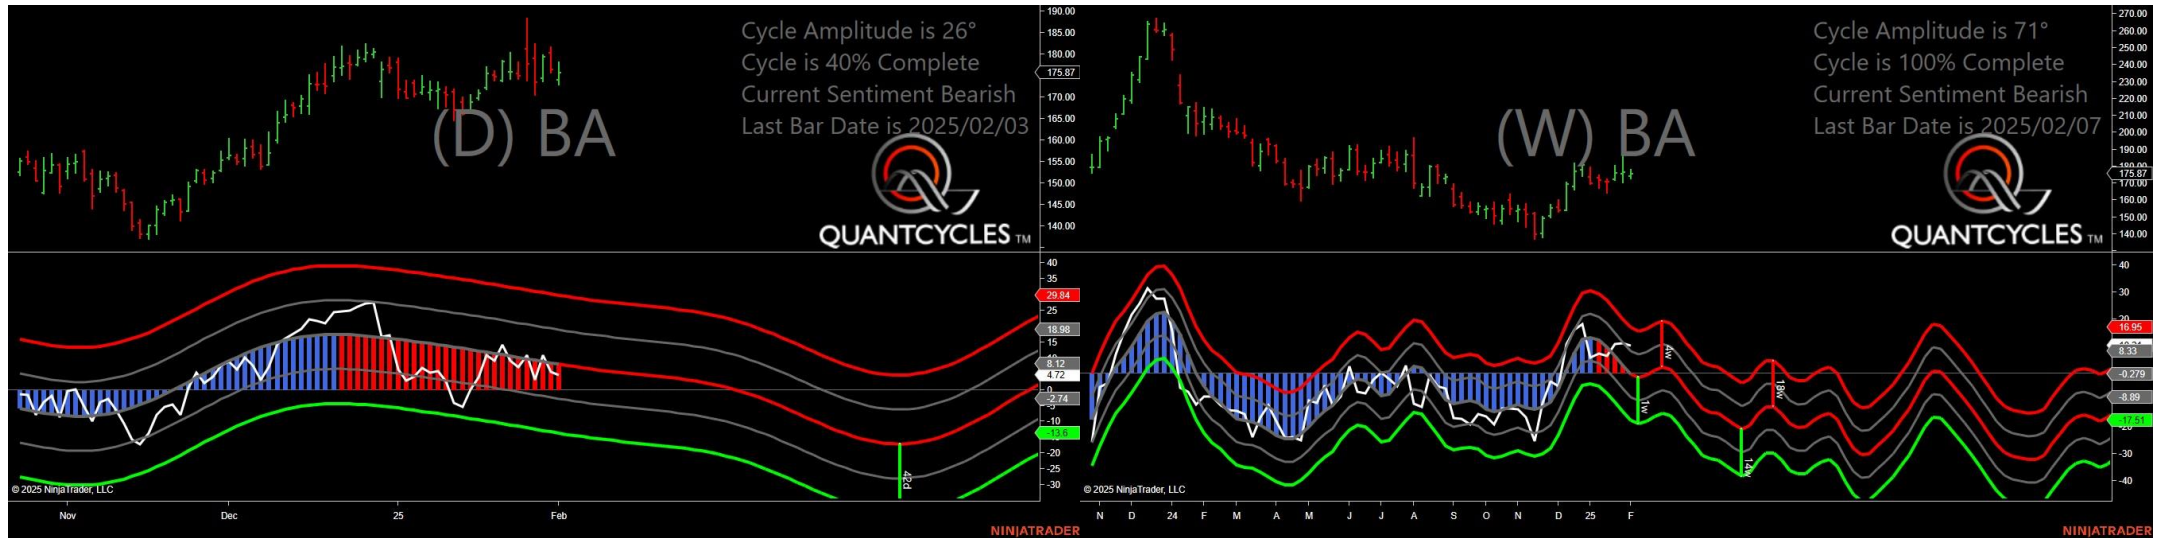 Cycle Amplitude is 26°
Cycle is 40% Complete
Current Sentiment Bearish
Last Bar Date is 2025/02/03
(D) BA
QUANTCYCLES TM
190.00
185.00
180.00
175.87
170.00
165.00
160.00
155.00
150.00
145.00
140.00
40
35
29.84
25
18.98
15
8.12
4.72
0
-2.74
-13.6
-20
-25
-30
42d
© 2025 NinjaTrader, LLC
Nov Dec 25 Feb
NINJATRADER
Cycle Amplitude is 71°
Cycle is 100% Complete
Current Sentiment Bearish
Last Bar Date is 2025/02/07
(W) BA
QUANTCYCLES TM
270.00
260.00
250.00
240.00
230.00
220.00
210.00
200.00
190.00
180.00
175.87
170.00
160.00
150.00
140.00
40
30
20
16.95
8.33
-0.279
-8.89
-17.51
-30
-40
4w
1w
18w
14w
© 2025 NinjaTrader, LLC
N D 24 F M A M J J A S O N D 25 F
NINJATRADER